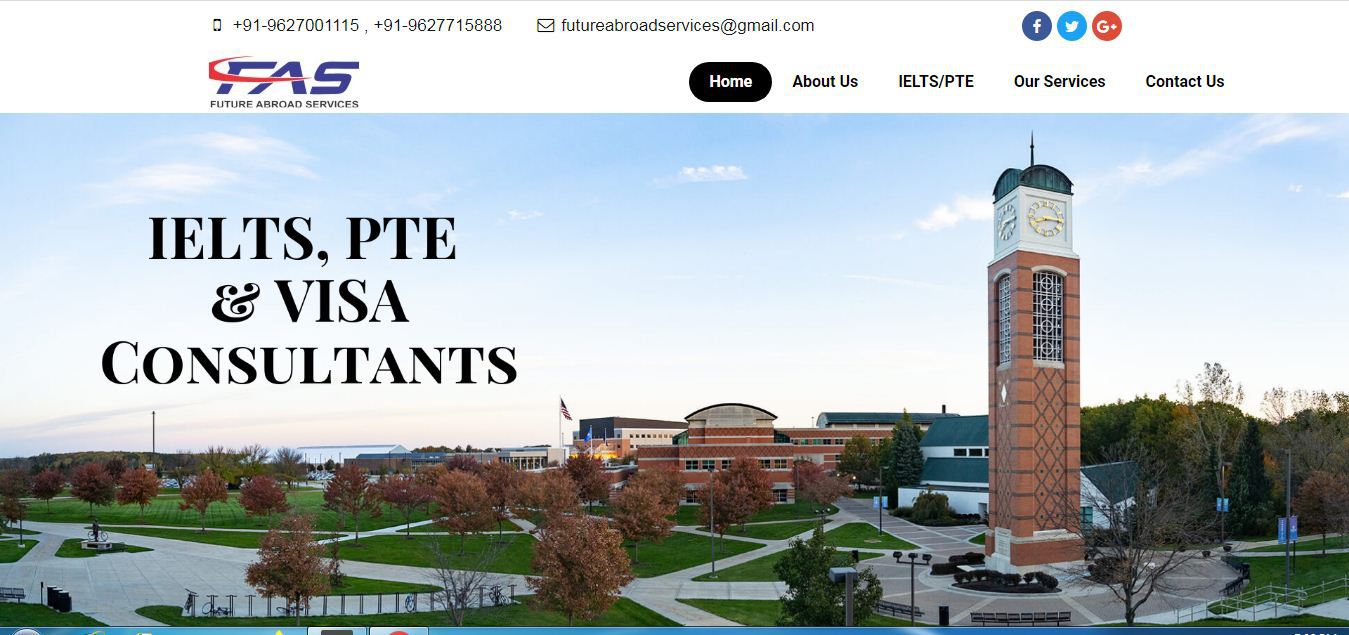 +91-9627001115 , +91-9627715888 futureabroadservices@gmail.com
FAS
FUTURE ABROAD SERVICES
Home About Us IELTS/PTE Our Services Contact Us
IELTS, PTE
& VISA
Consultants